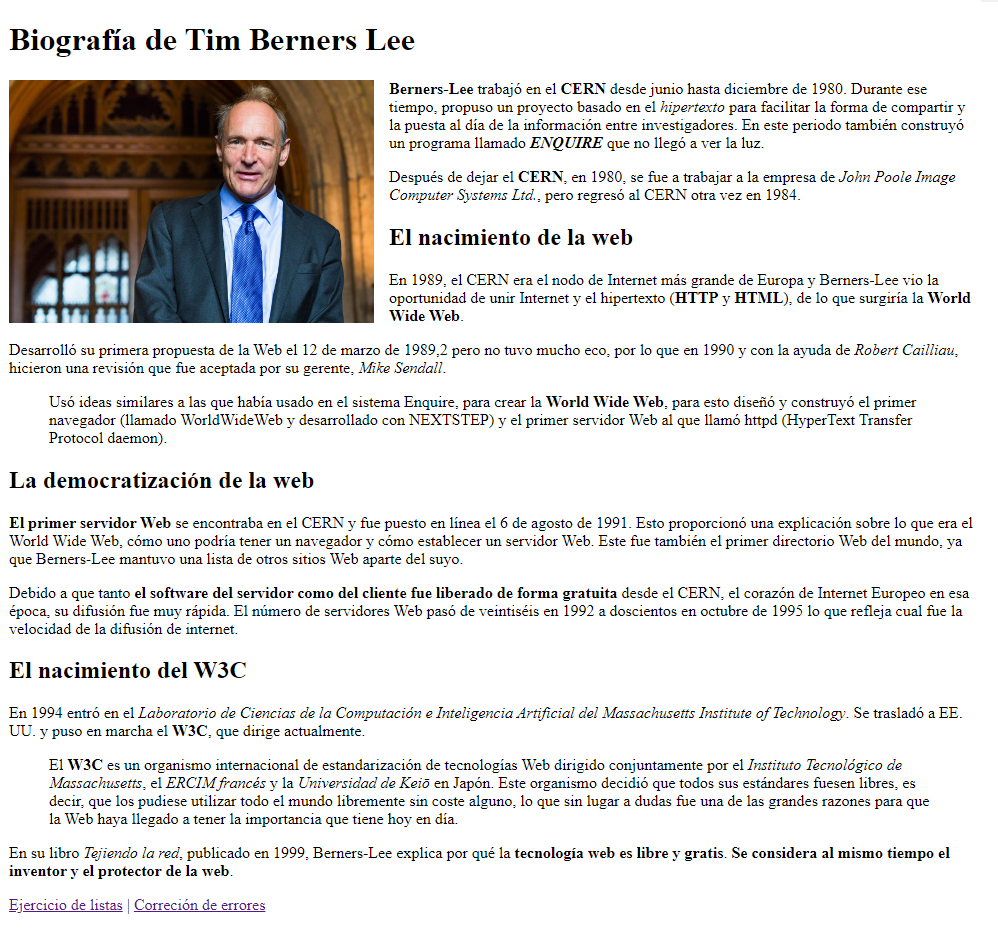 Biografía de Tim Berners Lee
Berners-Lee trabajó en el CERN desde junio hasta diciembre de 1980. Durante ese
tiempo, propuso un proyecto basado en el hipertexto para facilitar la forma de compartir y
la puesta al día de la información entre investigadores. En este periodo también construyó
un programa llamado ENQUIRE que no llegó a ver la luz.
Después de dejar el CERN, en 1980, se fue a trabajar a la empresa de John Poole Image
Computer Systems Ltd., pero regresó al CERN otra vez en 1984.
El nacimiento de la web
En 1989, el CERN era el nodo de Internet más grande de Europa y Berners-Lee vio la
oportunidad de unir Internet y el hipertexto (HTTP y HTML), de lo que surgiría la World
Wide Web.
Desarrolló su primera propuesta de la Web el 12 de marzo de 1989,2 pero no tuvo mucho eco, por lo que en 1990 y con la ayuda de Robert Cailliau,
hicieron una revisión que fue aceptada por su gerente, Mike Sendall.
Usó ideas similares a las que había usado en el sistema Enquire, para crear la World Wide Web, para esto diseñó y construyó el primer
navegador (llamado WorldWideWeb y desarrollado con NEXTSTEP) y el primer servidor Web al que llamó httpd (HyperText Transfer
Protocol daemon).
La democratización de la web
El primer servidor Web se encontraba en el CERN y fue puesto en línea el 6 de agosto de 1991. Esto proporcionó una explicación sobre lo que era el
World Wide Web, cómo uno podría tener un navegador y cómo establecer un servidor Web. Este fue también el primer directorio Web del mundo, ya
que Berners-Lee mantuvo una lista de otros sitios Web aparte del suyo.
Debido a que tanto el software del servidor como del cliente fue liberado de forma gratuita desde el CERN, el corazón de Internet Europeo en esa
época, su difusión fue muy rápida. El número de servidores Web pasó de veintiséis en 1992 a doscientos en octubre de 1995 lo que refleja cual fue la
velocidad de la difusión de internet.
El nacimiento del W3C
En 1994 entró en el Laboratorio de Ciencias de la Computación e Inteligencia Artificial del Massachusetts Institute of Technology. Se trasladó a EE.
UU. y puso en marcha el W3C, que dirige actualmente.
El W3C es un organismo internacional de estandarización de tecnologías Web dirigido conjuntamente por el Instituto Tecnológico de
Massachusetts, el ERCIM francés y la Universidad de Keiō en Japón. Este organismo decidió que todos sus estándares fuesen libres, es
decir, que los pudiese utilizar todo el mundo libremente sin coste alguno, lo que sin lugar a dudas fue una de las grandes razones para que
la Web haya llegado a tener la importancia que tiene hoy en día.
En su libro Tejiendo la red, publicado en 1999, Berners-Lee explica por qué la tecnología web es libre y gratis. Se considera al mismo tiempo el
inventor y el protector de la web.
Ejercicio de listas | Correción de errores